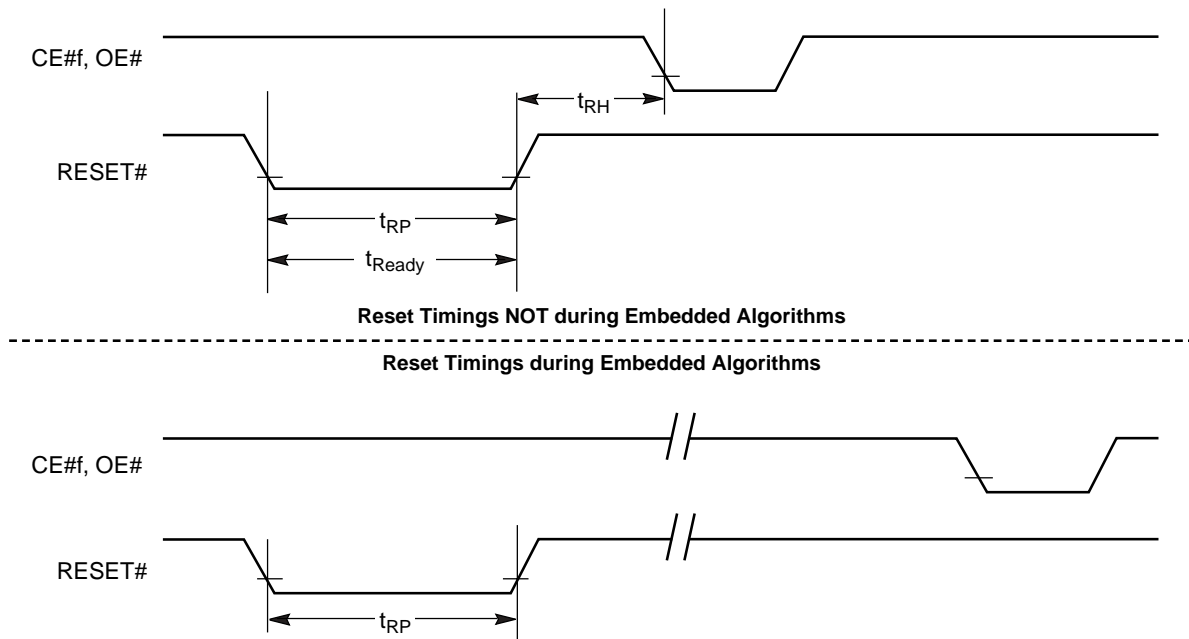 CE#f, OE#
tRH
RESET#
tRP
tReady
Reset Timings NOT during Embedded Algorithms
Reset Timings during Embedded Algorithms
CE#f, OE#
RESET#
tRP